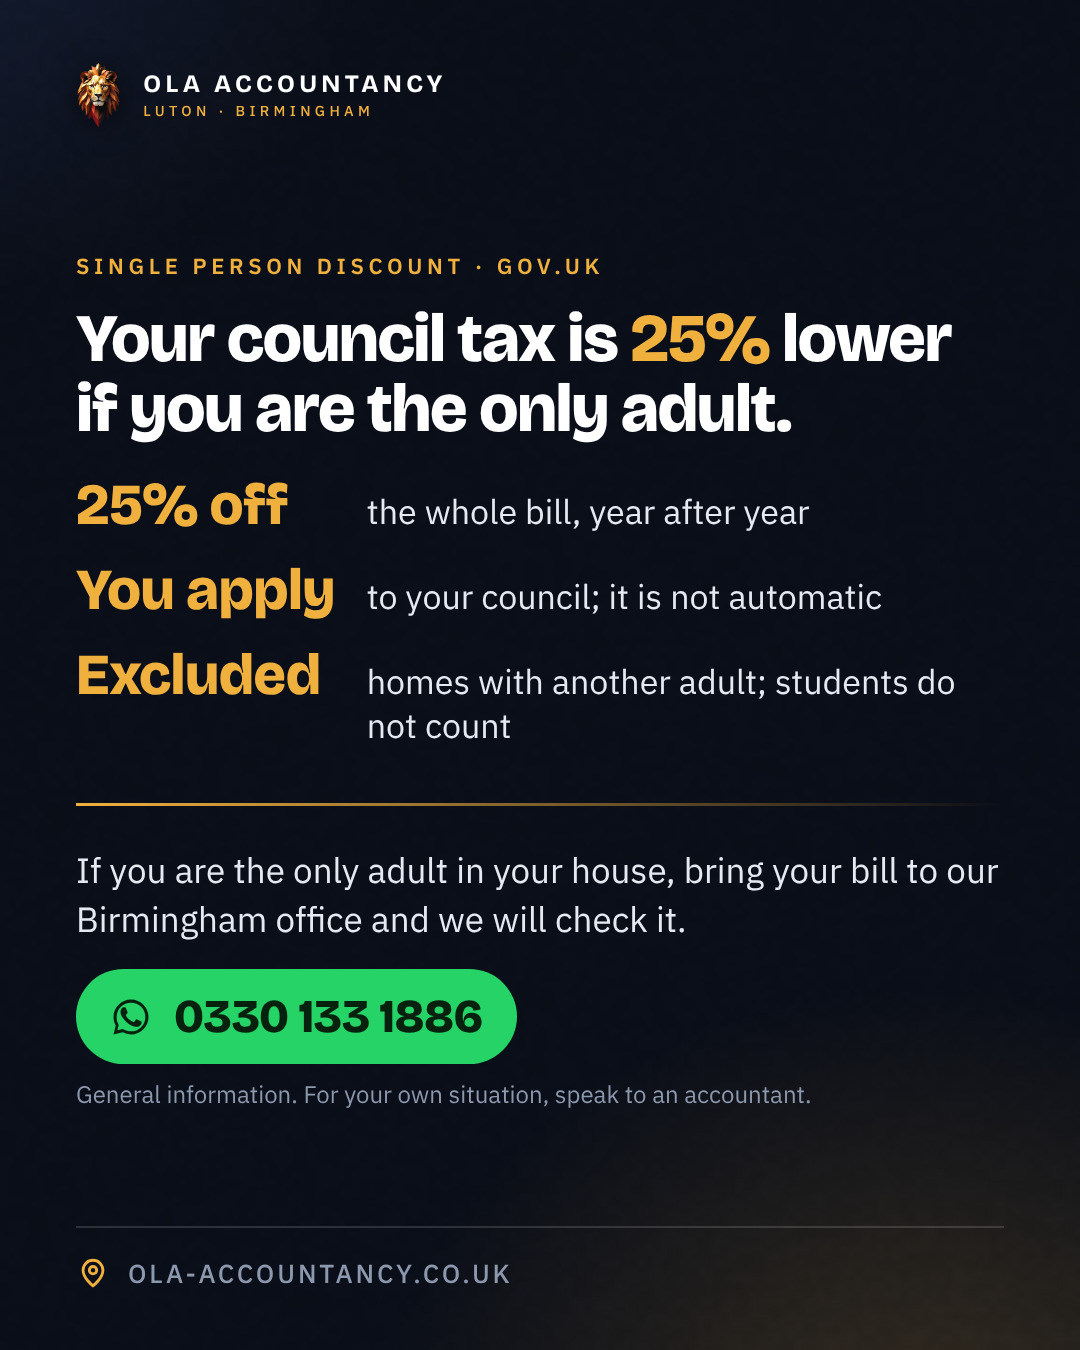 OLA ACCOUNTANCY
LUTON · BIRMINGHAM
SINGLE PERSON DISCOUNT · GOV.UK
Your council tax is 25% lower
if you are the only adult.
25% off the whole bill, year after year
You apply to your council; it is not automatic
Excluded homes with another adult; students do
not count
If you are the only adult in your house, bring your bill to our
Birmingham office and we will check it.
0330 133 1886
General information. For your own situation, speak to an accountant.
OLA-ACCOUNTANCY.CO.UK